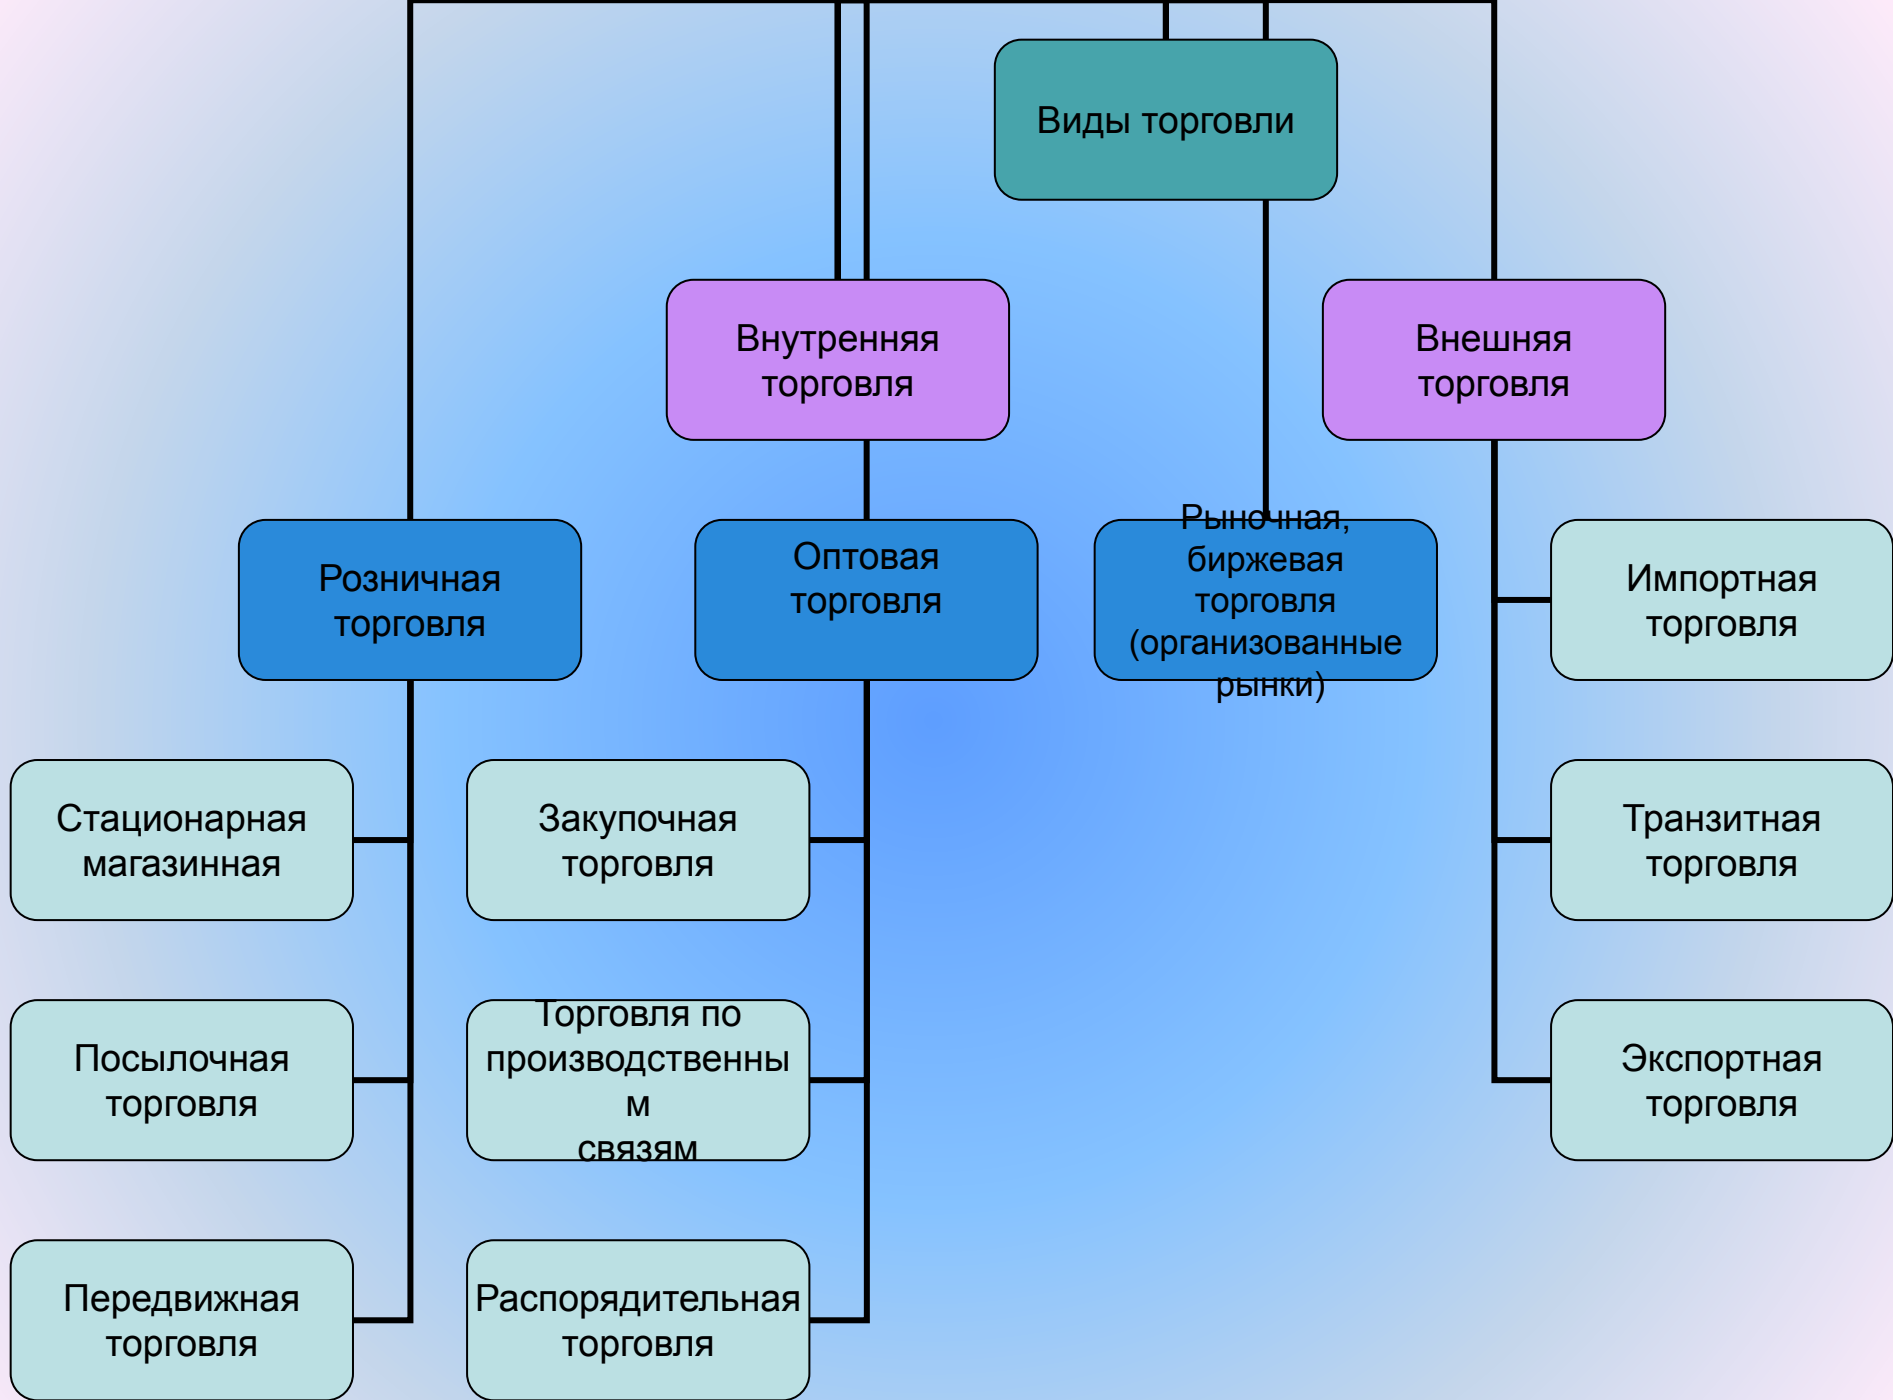 Виды торговли
Внутренняя
торговля
Внешняя
торговля
Розничная
торговля
Оптовая
торговля
Рыночная,
биржевая
торговля
(организованные
рынки)
Импортная
торговля
Стационарная
магазинная
Закупочная
торговля
Транзитная
торговля
Посылочная
торговля
Торговля по
производственны
м
связям
Экспортная
торговля
Передвижная
торговля
Распорядительная
торговля